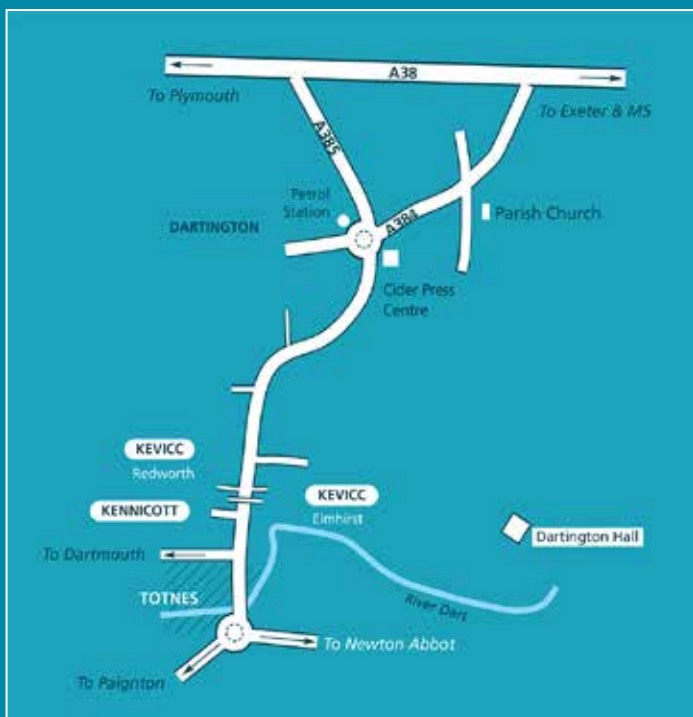 A38
To Plymouth
To Exeter & MS
A385
Petrol
Station
Parish Church
A384
DARTINGTON
Cider Press
Centre
KEVICC
Redworth
KEVICC
Elmhirst
KENNICOTT
Dartington Hall
To Dartmouth
TOTNES
River Dart
To Newton Abbot
To Paignton